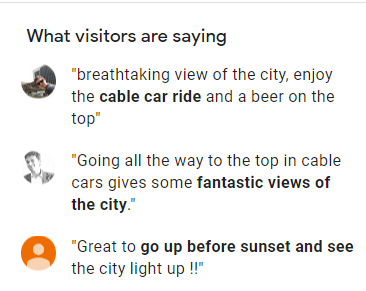 What visitors are saying
"breathtaking view of the city, enjoy
the cable car ride and a beer on the
top"
"Going all the way to the top in cable
cars gives some fantastic views of
the city."
"Great to go up before sunset and see
the city light up !!"